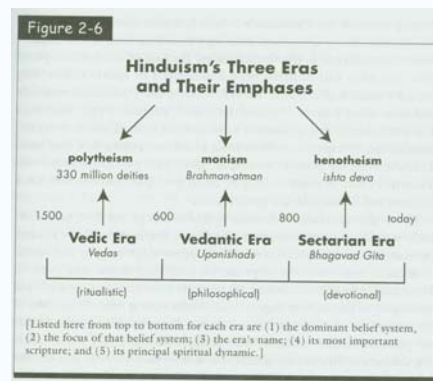 Figure 2-6
Hinduism's Three Eras
and Their Emphases
polytheism monism henotheism
330 million deities Brahman-atman ishta deva
1500 600 800 today
Vedic Era Vedantic Era Sectarian Era
Vedas Upanishads Bhagavad Gita
(ritualistic) (philosophical) (devotional)
[Listed here from top to bottom for each era are (1) the dominant belief system,
(2) the focus of that belief system; (3) the era's name; (4) its most important
scripture; and (5) its principal spiritual dynamic.]